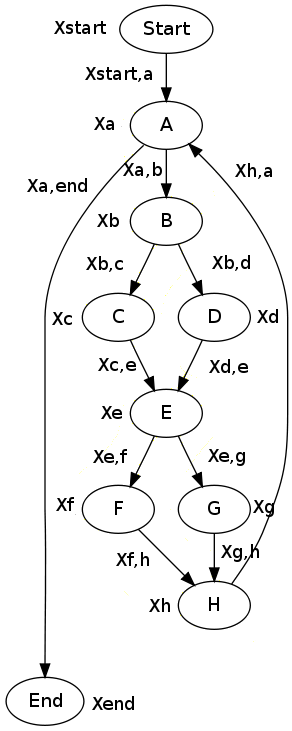 Xstart Start
Xstart,a
Xa A
Xa,b
Xh,a
Xa,end
Xb B
Xb,c Xb,d
Xc C D Xd
Xc,e Xd,e
Xe E
Xe,f Xe,g
Xf F G Xg
Xf,h Xg,h
Xh H
End Xend